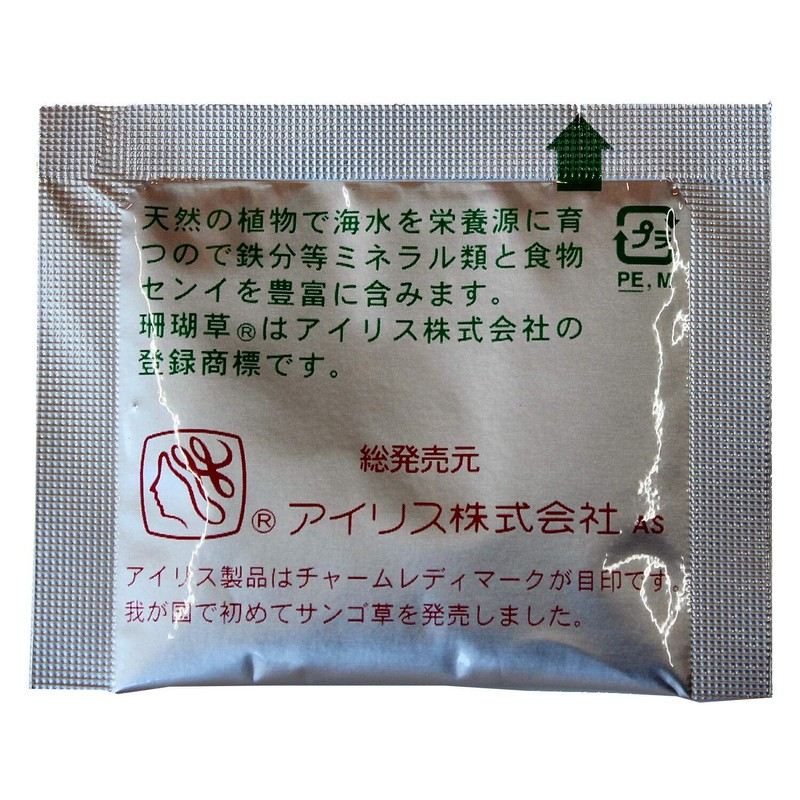 天然の植物で海水を栄養源に育
つので鉄分等ミネラル類と食物
センイを豊富に含みます。
珊瑚草®はアイリス株式会社の
登録商標です。
プラ
PE, M
総発売元
® アイリス株式会社 AS
アイリス製品はチャームレディマークが目印です。
我が國で初めてサンゴ草を発売しました。